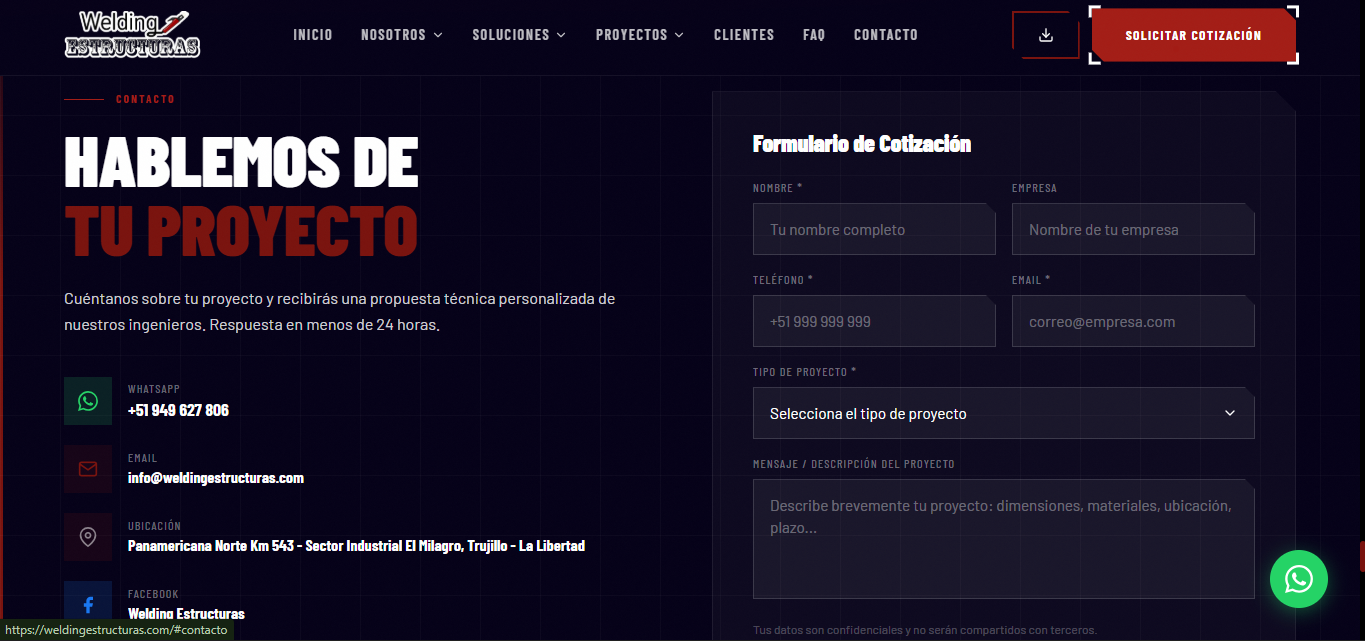 Welding
ESTRUCTURAS
INICIO
NOSOTROS
SOLUCIONES
PROYECTOS
CLIENTES
FAQ
CONTACTO
SOLICITAR COTIZACIÓN
CONTACTO
HABLEMOS DE
TU PROYECTO
Cuéntanos sobre tu proyecto y recibirás una propuesta técnica personalizada de
nuestros ingenieros. Respuesta en menos de 24 horas.
WHATSAPP
+51 949 627 806
EMAIL
info@weldingestructuras.com
UBICACIÓN
Panamericana Norte Km 543 - Sector Industrial El Milagro, Trujillo - La Libertad
FACEBOOK
Welding Estructuras
https://weldingestructuras.com/#contacto
Formulario de Cotización
NOMBRE *
EMPRESA
Tu nombre completo
Nombre de tu empresa
TELÉFONO *
EMAIL *
+51 999 999 999
correo@empresa.com
TIPO DE PROYECTO *
Selecciona el tipo de proyecto
MENSAJE / DESCRIPCIÓN DEL PROYECTO
Describe brevemente tu proyecto: dimensiones, materiales, ubicación,
plazo...
Tus datos son confidenciales y no serán compartidos con terceros.